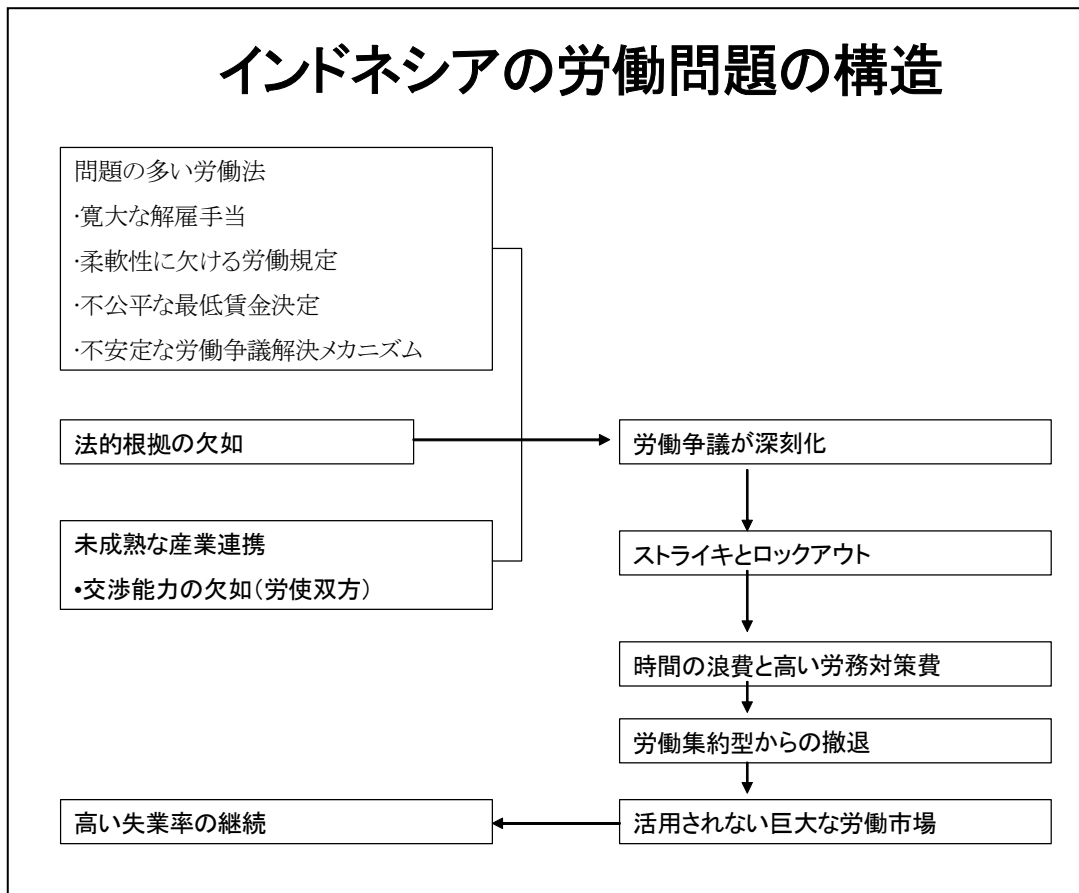 インドネシアの労働問題の構造
問題の多い労働法
·寛大な解雇手当
·柔軟性に欠ける労働規定
·不公平な最低賃金決定
·不安定な労働争議解決メカニズム
法的根拠の欠如
労働争議が深刻化
未成熟な産業連携
•交渉能力の欠如(労使双方)
ストライキとロックアウト
時間の浪費と高い労務対策費
労働集約型からの撤退
高い失業率の継続
活用されない巨大な労働市場